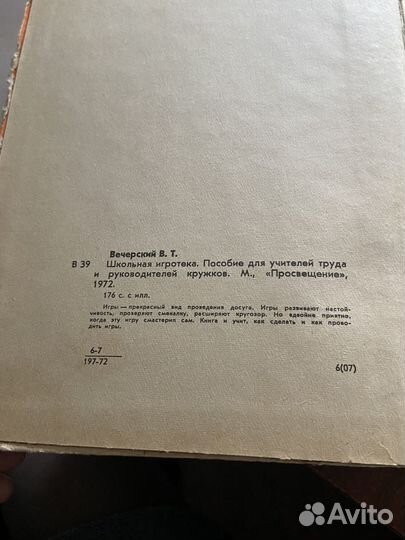 Вечерский В. Т.
В 39 Школьная игротека. Пособие для учителей труда
и руководителей кружков. М., «Просвещение»,
1972.
176 с. с илл.
Игры — прекрасный вид проведения досуга. Игры развивают настой-
чивость, проверяют смекалку, расширяют кругозор. Но вдвойне приятно,
когда эту игру смастерил сам. Книга и учит, как сделать и как прово-
дить игры.
6-7
197-72
6(07)
Avito